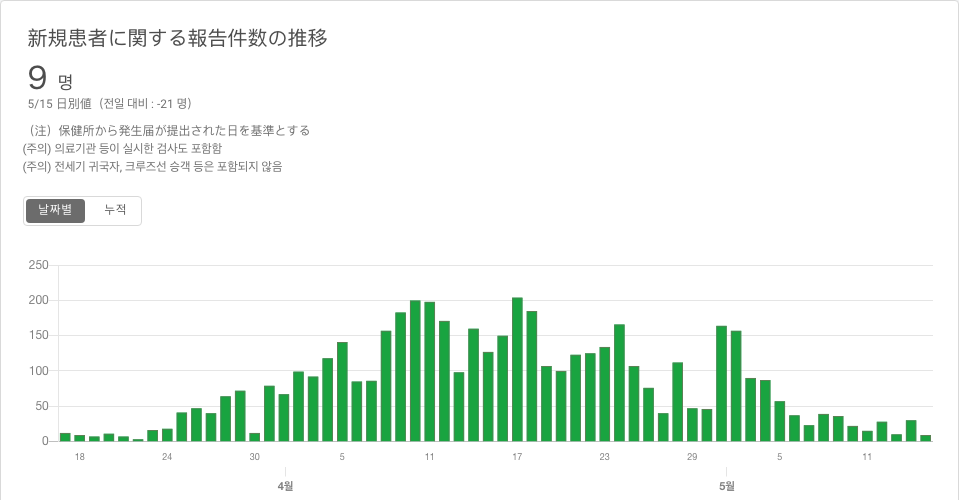 新規患者に関する報告件数の推移
9 명
5/15 日別値（전일 대비 : -21 명）
（注）保健所から発生届が提出された日を基準とする
(주의) 의료기관 등이 실시한 검사도 포함함
(주의) 전세기 귀국자, 크루즈선 승객 등은 포함되지 않음
날짜별 누적
250
200
150
100
50
0
18 24 30 5 11 17 23 29 5 11
4월 5월